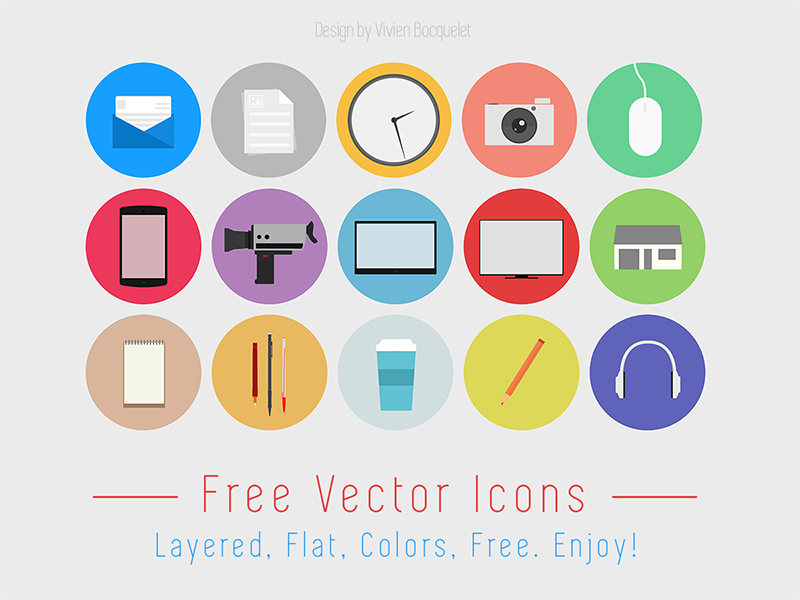 Design by Vivien Bocquelet
Free Vector Icons
Layered, Flat, Colors, Free. Enjoy!